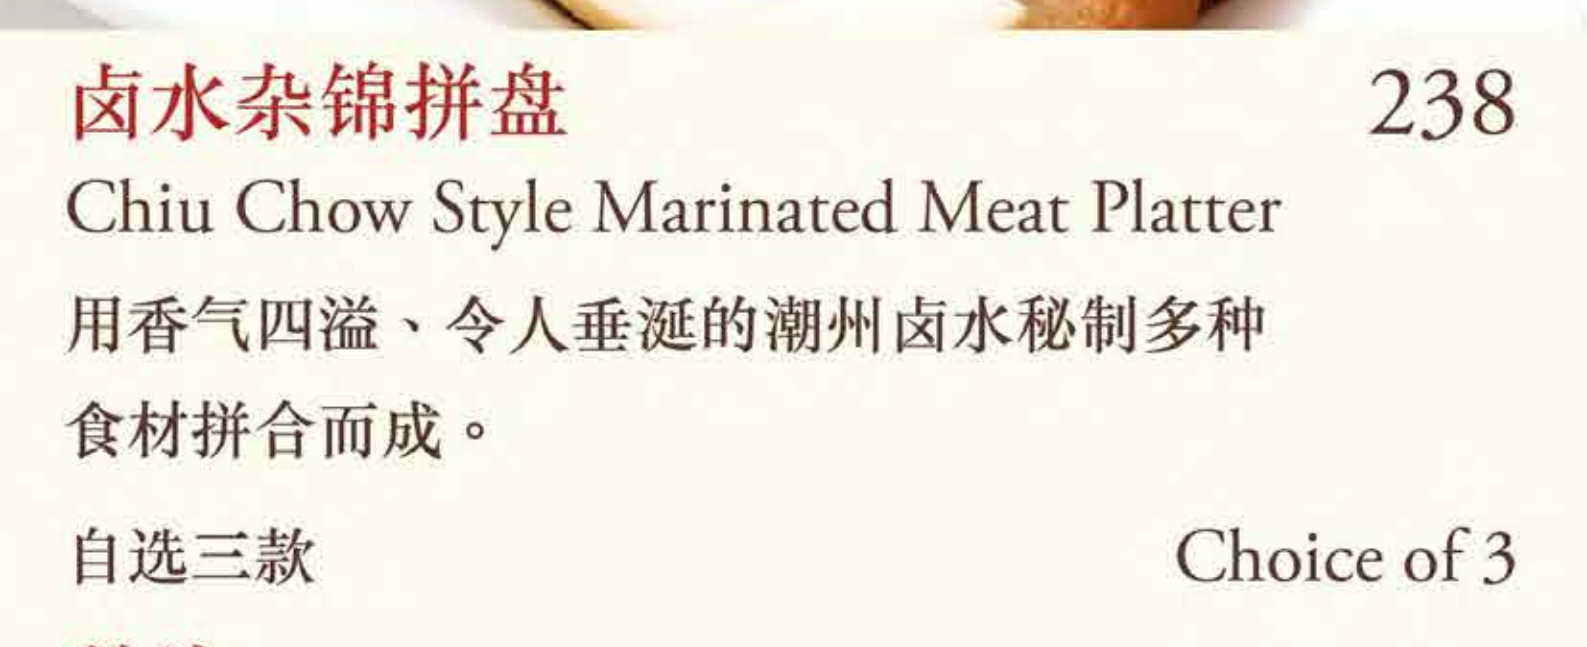 卤水杂锦拼盘 238
Chiu Chow Style Marinated Meat Platter
用香气四溢、令人垂涎的潮州卤水秘制多种
食材拼合而成。
自选三款 Choice of 3